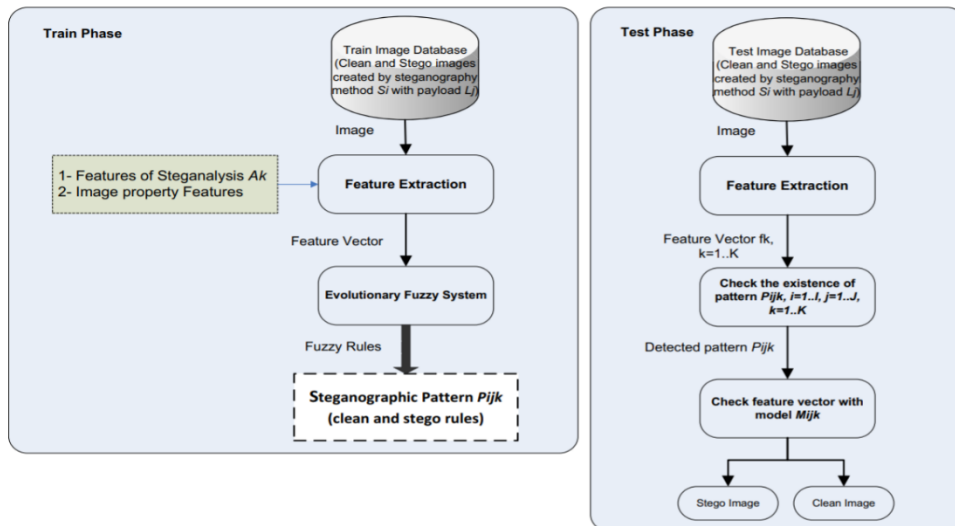 Train Phase
Train Image Database
(Clean and Stego images
created by steganography
method Si with payload Lj)
Image
1- Features of Steganalysis Ak
2- Image property Features
Feature Extraction
Feature Vector
Evolutionary Fuzzy System
Fuzzy Rules
Steganographic Pattern Pijk
(clean and stego rules)
Test Phase
Test Image Database
(Clean and Stego images
created by steganography
method Si with payload Lj)
Image
Feature Extraction
Feature Vector fk,
k=1..K
Check the existence of
pattern Pijk, i=1..I, j=1..J,
k=1..K
Detected pattern Pijk
Check feature vector with
model Mijk
Stego Image
Clean Image